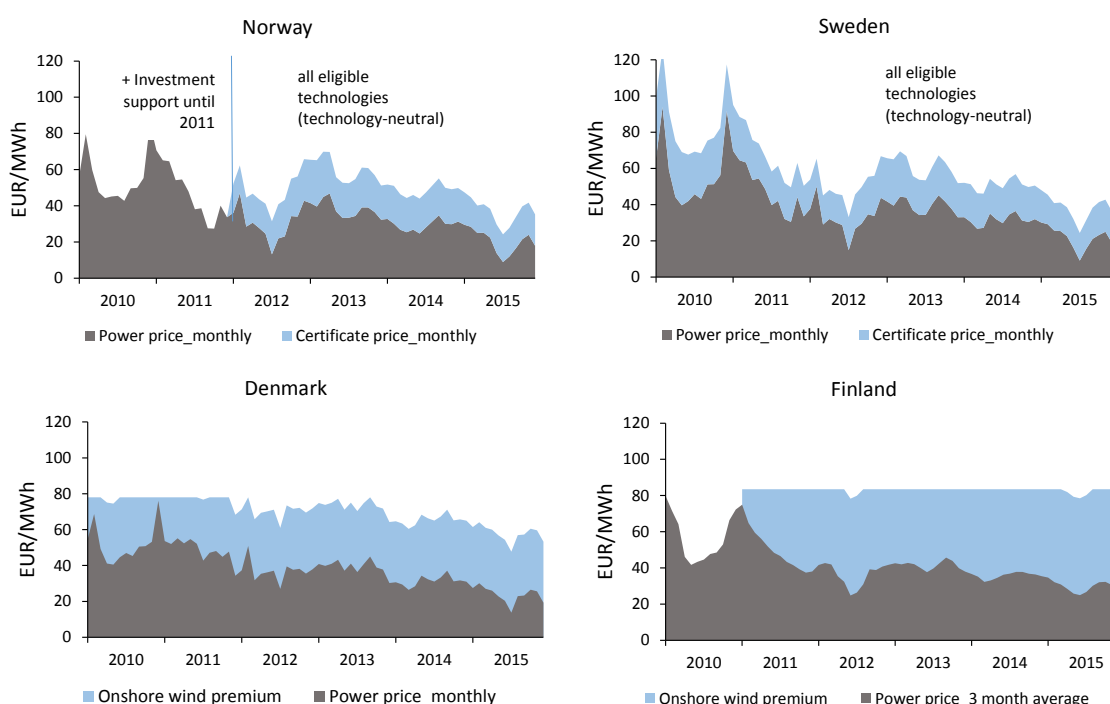 Norway
EUR/MWh
120
100
80
60
40
20
0
+ Investment
support until
2011
all eligible
technologies
(technology-neutral)
2010 2011 2012 2013 2014 2015
Power price_monthly Certificate price_monthly
Sweden
EUR/MWh
120
100
80
60
40
20
0
all eligible
technologies
(technology-neutral)
2010 2011 2012 2013 2014 2015
Power price_monthly Certificate price_monthly
Denmark
EUR/MWh
120
100
80
60
40
20
0
2010 2011 2012 2013 2014 2015
Onshore wind premium Power price monthly
Finland
EUR/MWh
120
100
80
60
40
20
0
2010 2011 2012 2013 2014 2015
Onshore wind premium Power price 3 month average